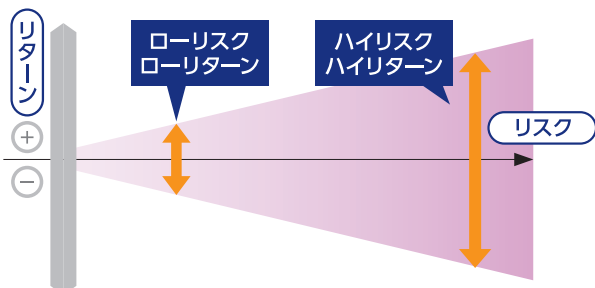 リターン
ローリスク
ローリターン
ハイリスク
ハイリターン
リスク
+
−